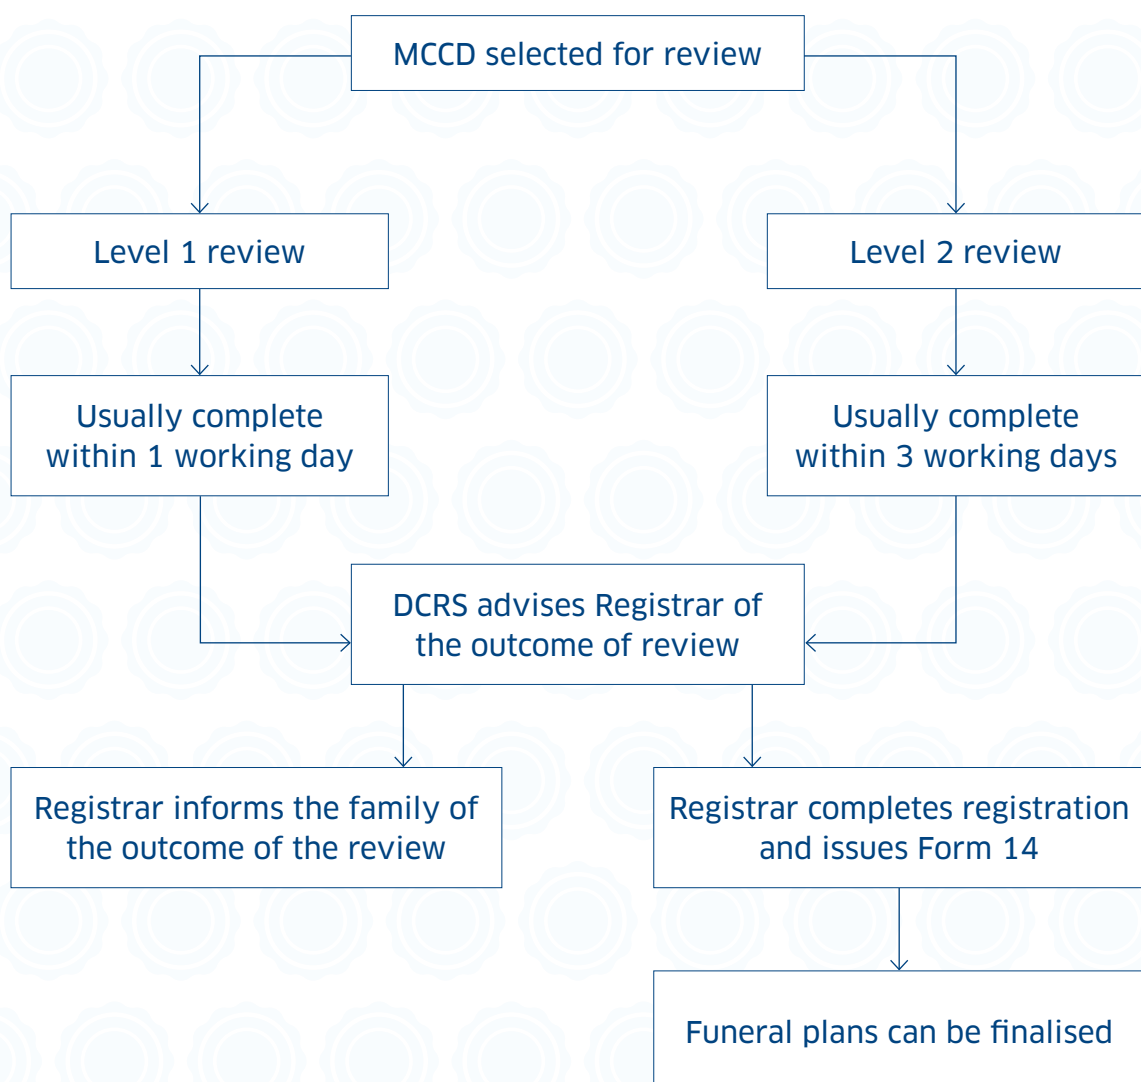 MCCD selected for review
Level 1 review
Level 2 review
Usually complete
within 1 working day
Usually complete
within 3 working days
DCRS advises Registrar of
the outcome of review
Registrar informs the family of
the outcome of the review
Registrar completes registration
and issues Form 14
Funeral plans can be finalised